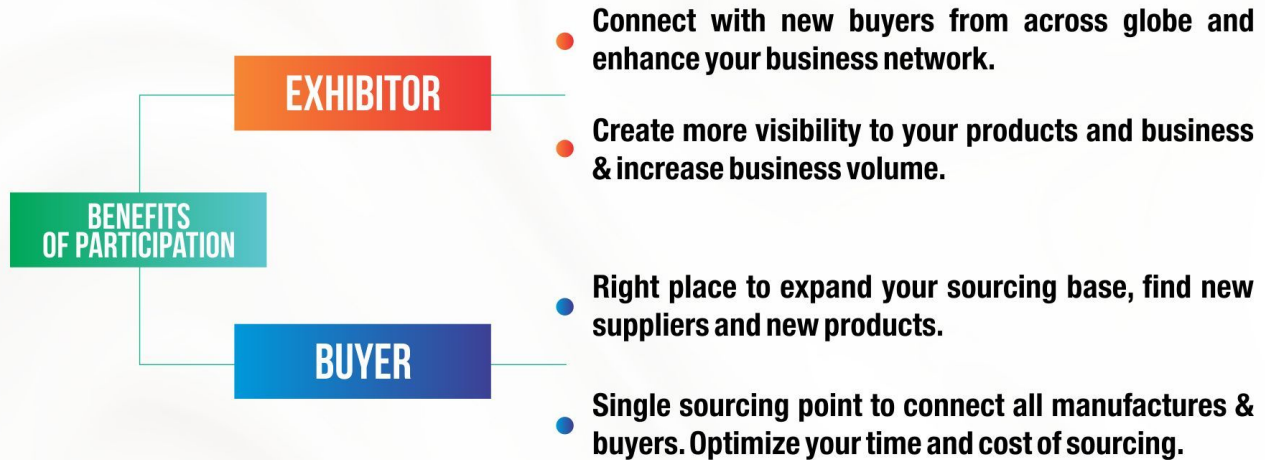 BENEFITS
OF PARTICIPATION
EXHIBITOR
Connect with new buyers from across globe and
enhance your business network.
Create more visibility to your products and business
& increase business volume.
BUYER
Right place to expand your sourcing base, find new
suppliers and new products.
Single sourcing point to connect all manufactures &
buyers. Optimize your time and cost of sourcing.